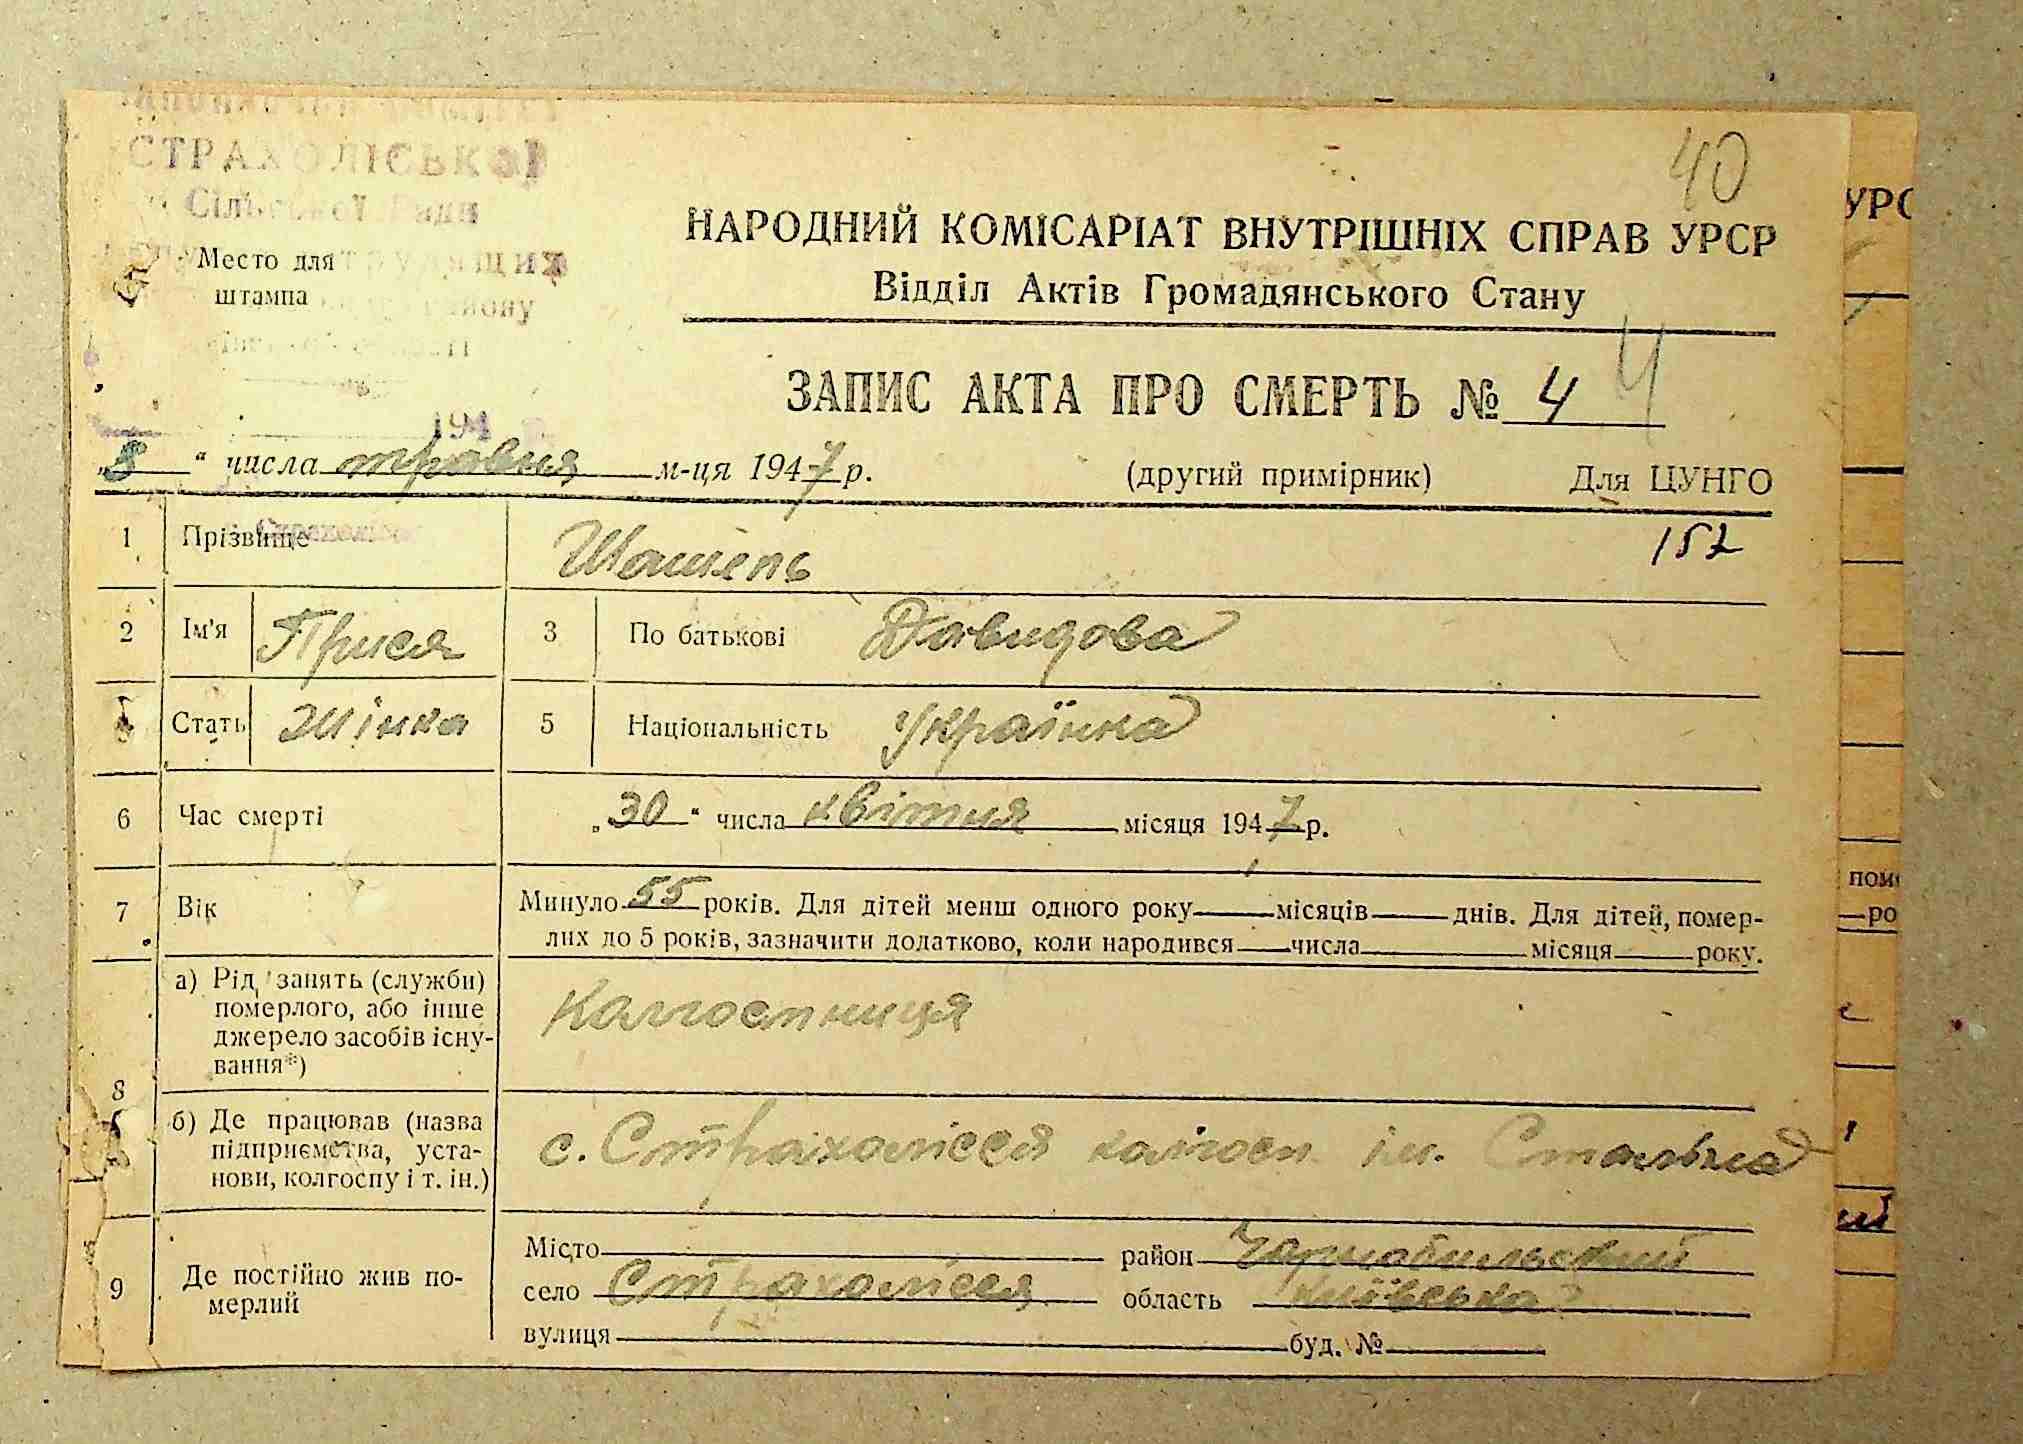 40
СТРАХОЛІСЬКОЇ
Сільської Ради
Место для
штампа
194
НАРОДНИЙ КОМІСАРІАТ ВНУТРІШНІХ СПРАВ УРСР
Відділ Актів Громадянського Стану
ЗАПИС АКТА ПРО СМЕРТЬ № 4 4
„8“ числа травня м-ця 1947 р. (другий примірник) Для ЦУНГО
1 Прізвище Шашень 152
2 Ім'я Прися 3 По батькові Давидова
Стать Жінка 5 Національність Українка
6 Час смерті „30“ числа квітня місяця 1947 р.
7 Вік Минуло 55 років. Для дітей менш одного року місяців днів. Для дітей, помер-
лих до 5 років, зазначити додатково, коли народився числа місяця року.
8
а) Рід занять (служби)
померлого, або інше
джерело засобів існу-
вання*)
Колгоспниця
б) Де працював (назва
підприємства, уста-
нови, колгоспу і т. ін.)
с. Страхолісся колгосп ім. Сталіна
9 Де постійно жив по-
мерлий
Місто район Чорнобильський
село Страхолісся область Київська
вулиця буд. №